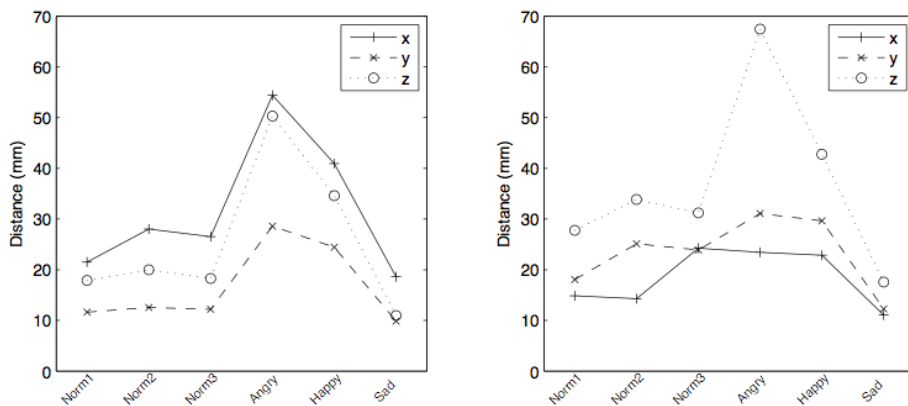 70
60
50
40
30
20
10
0
Distance (mm)
x
y
z
Norm1
Norm2
Norm3
Angry
Happy
Sad
70
60
50
40
30
20
10
0
Distance (mm)
x
y
z
Norm1
Norm2
Norm3
Angry
Happy
Sad